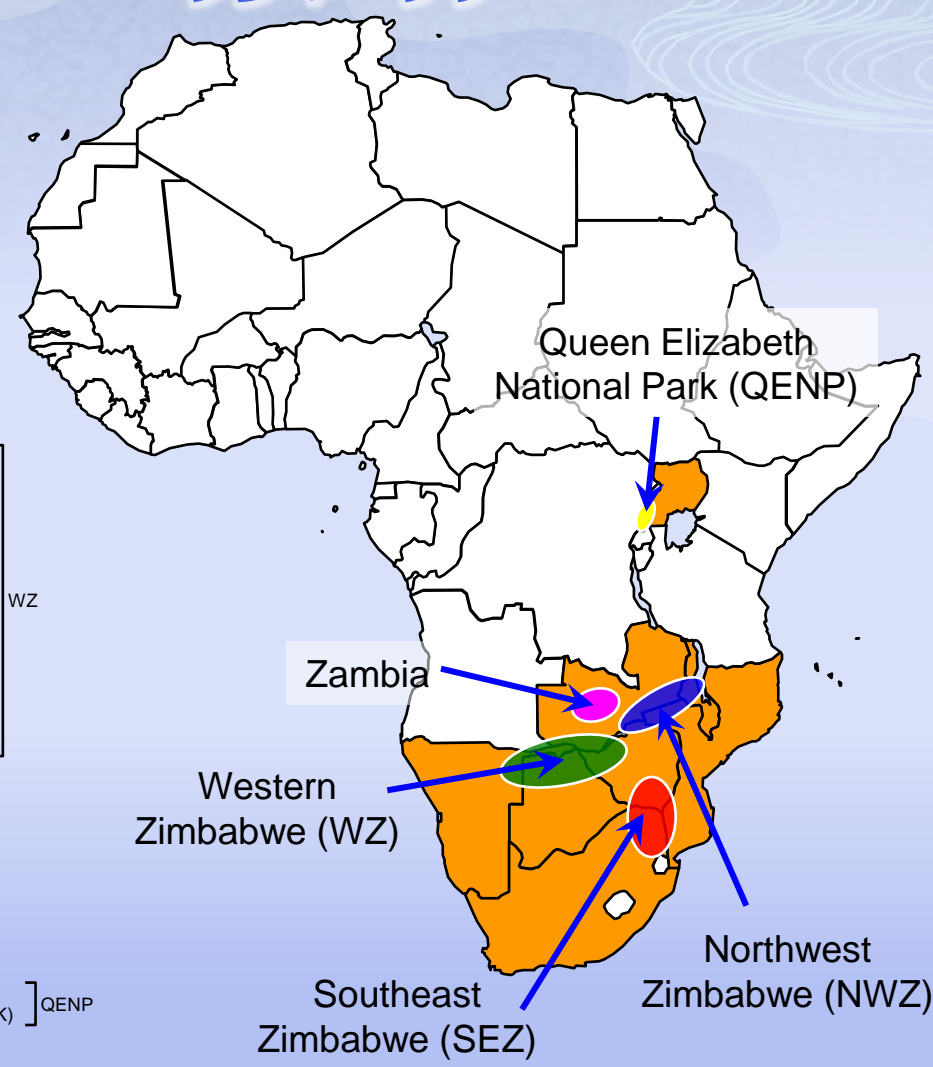 Queen Elizabeth
National Park (QENP)
WZ
Zambia
Western
Zimbabwe (WZ)
Northwest
Zimbabwe (NWZ)
Southeast
Zimbabwe (SEZ)
K)
QENP